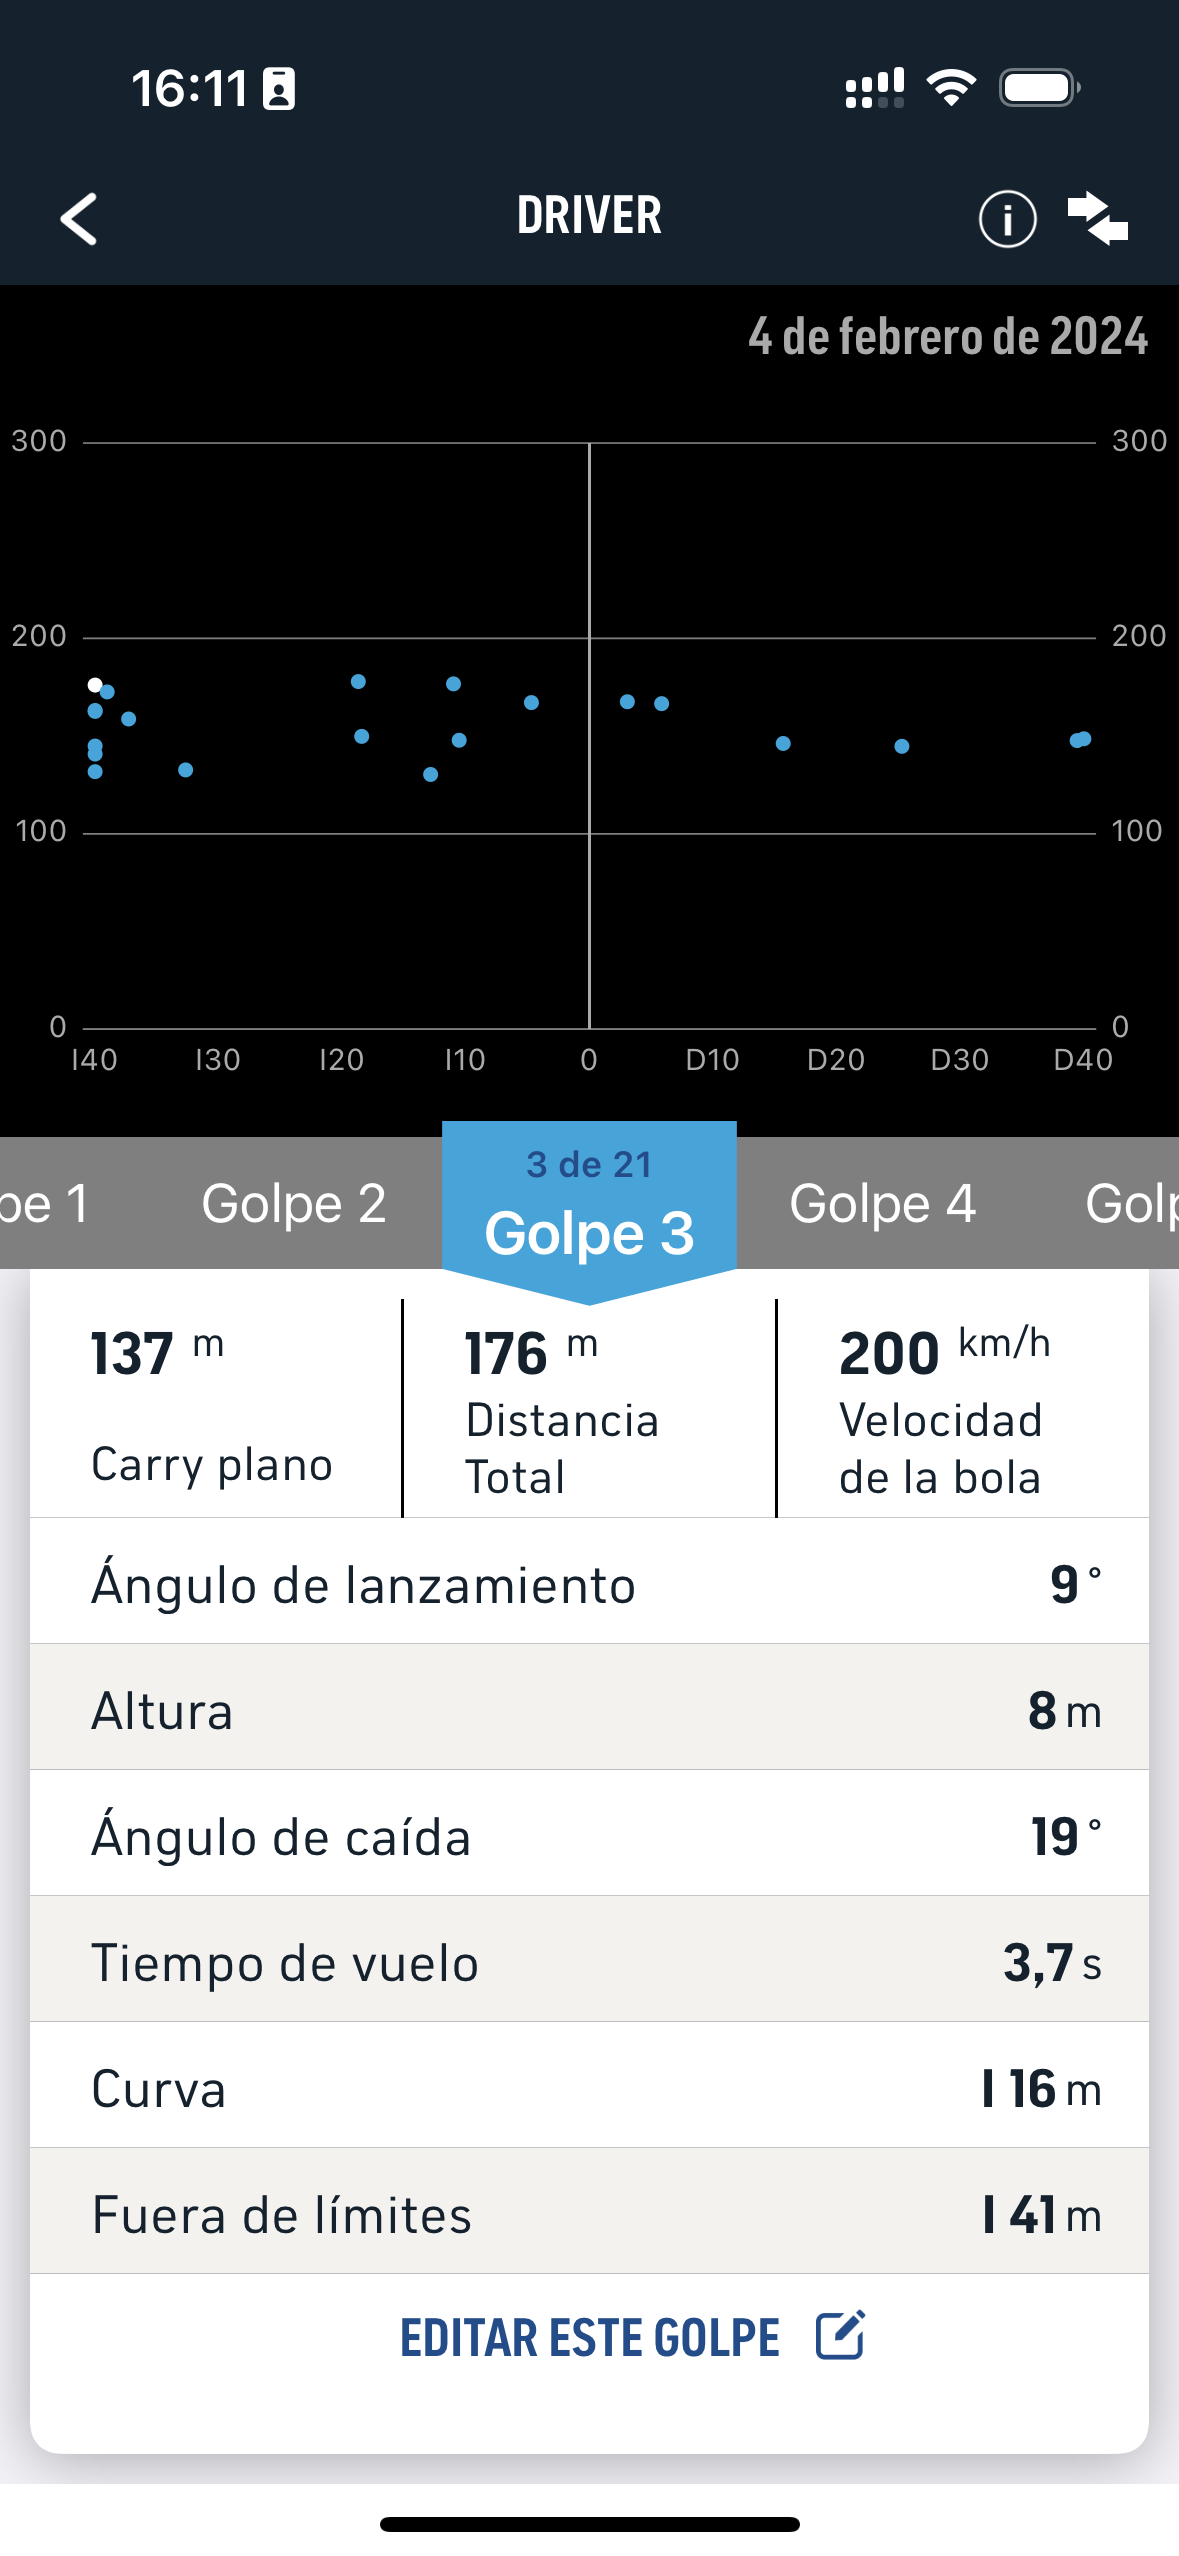 16:11
DRIVER
i
4 de febrero de 2024
300 300
200 200
100 100
0 0
I40 I30 I20 I10 0 D10 D20 D30 D40
pe 1 Golpe 2 3 de 21 Golpe 3 Golpe 4 Golp
137 m 176 m 200 km/h
Carry plano Distancia Total Velocidad de la bola
Ángulo de lanzamiento 9 °
Altura 8 m
Ángulo de caída 19 °
Tiempo de vuelo 3,7 s
Curva I 16 m
Fuera de límites I 41 m
EDITAR ESTE GOLPE